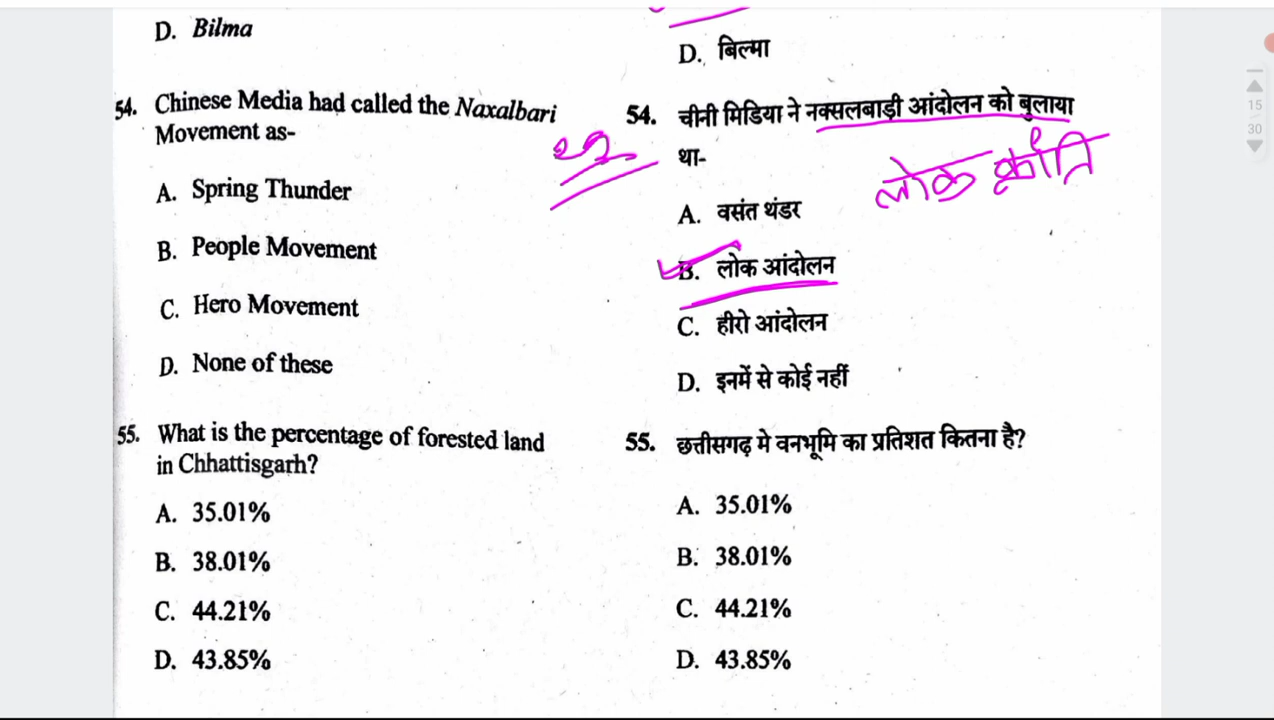 D. Bilma
54. Chinese Media had called the Naxalbari
Movement as-
A. Spring Thunder
B. People Movement
C. Hero Movement
D. None of these
55. What is the percentage of forested land
in Chhattisgarh?
A. 35.01%
B. 38.01%
C. 44.21%
D. 43.85%
D. बिल्मा
54. चीनी मिडिया ने नक्सलबाड़ी आंदोलन को बुलाया
था-
लोक क्रांति
A. वसंत थंडर
B. लोक आंदोलन
C. हीरो आंदोलन
D. इनमें से कोई नहीं
55. छत्तीसगढ़ मे वनभूमि का प्रतिशत कितना है?
A. 35.01%
B. 38.01%
C. 44.21%
D. 43.85%
15
30